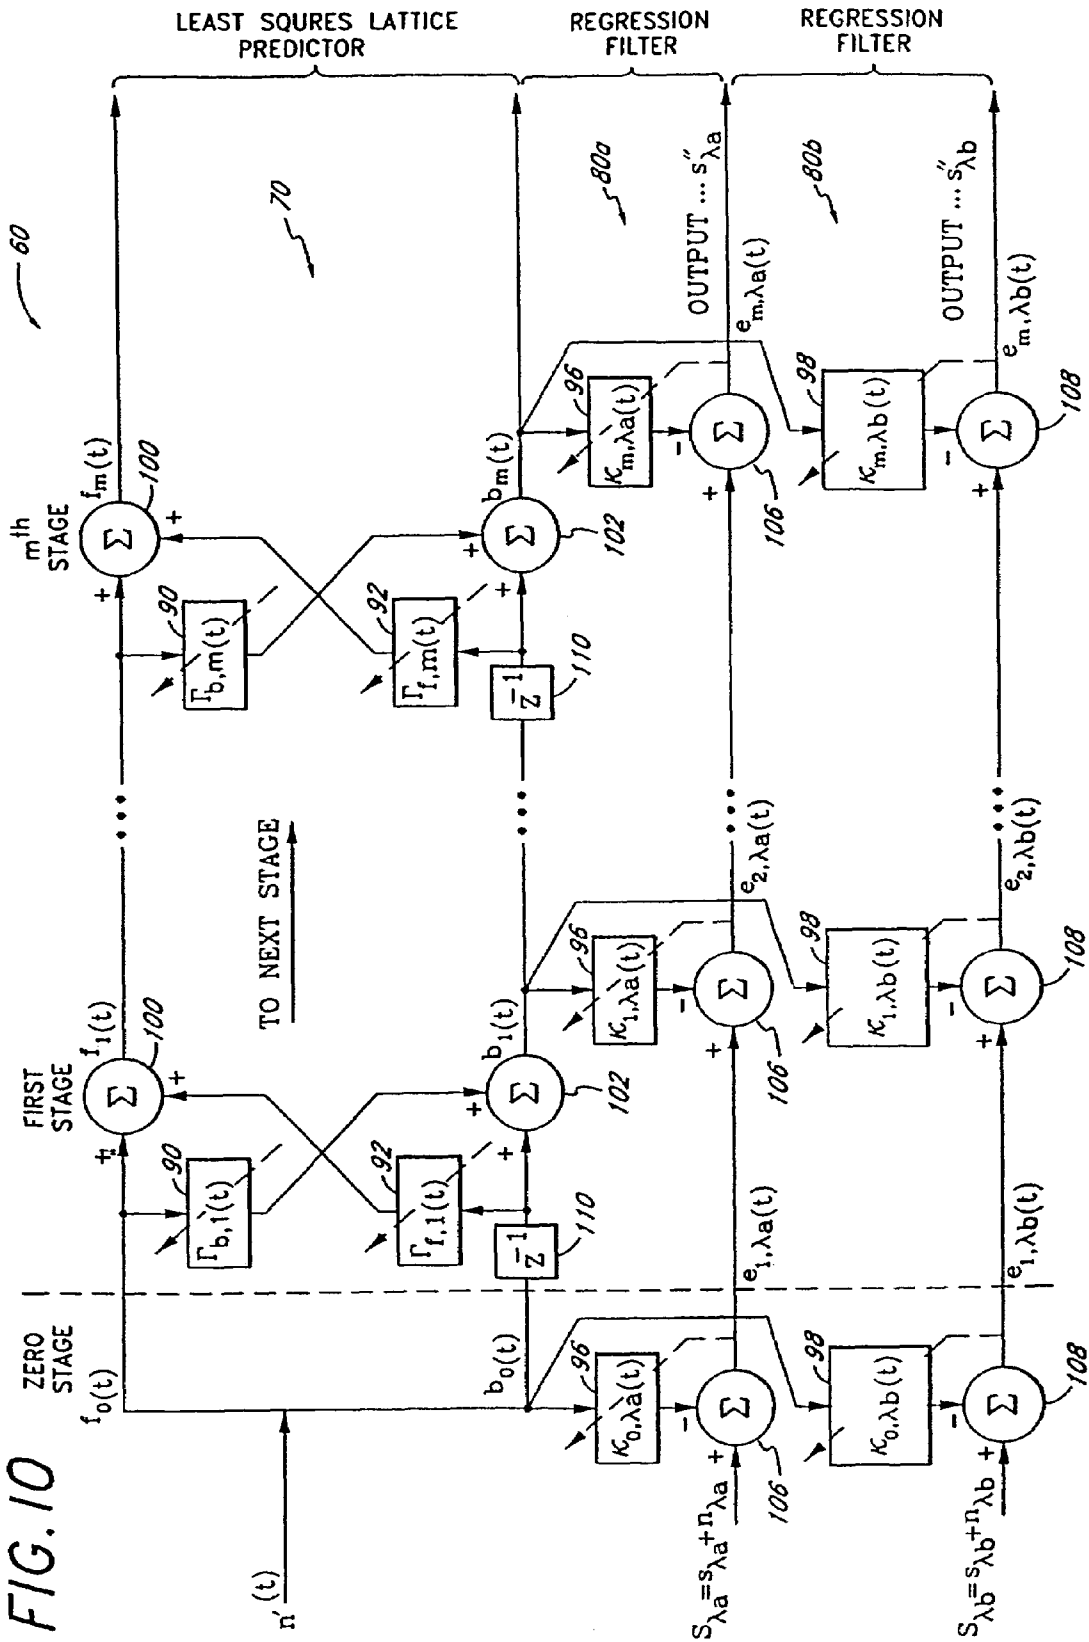 FIG. 10
60
LEAST SQURES LATTICE
PREDICTOR
REGRESSION
FILTER
REGRESSION
FILTER
70
80a
80b
ZERO
STAGE
FIRST
STAGE
mth
STAGE
TO NEXT STAGE
n'(t)
f0(t)
f1(t)
fm(t)
+
Σ
100
+
+
Σ
100
+
90
Γb,1(t)
90
Γb,m(t)
92
Γf,1(t)
92
Γf,m(t)
b0(t)
z-1
110
+
+
Σ
102
b1(t)
...
z-1
110
+
+
Σ
102
bm(t)
96
κ0,λa(t)
96
κ1,λa(t)
96
κm,λa(t)
Sλa=sλa+nλa
+
-
Σ
106
e1,λa(t)
+
-
Σ
106
e2,λa(t)
...
+
-
Σ
106
em,λa(t)
OUTPUT ... s"λa
98
κ0,λb(t)
98
κ1,λb(t)
98
κm,λb(t)
Sλb=sλb+nλb
+
-
Σ
108
e1,λb(t)
+
-
Σ
108
e2,λb(t)
...
+
-
Σ
108
em,λb(t)
OUTPUT ... s"λb